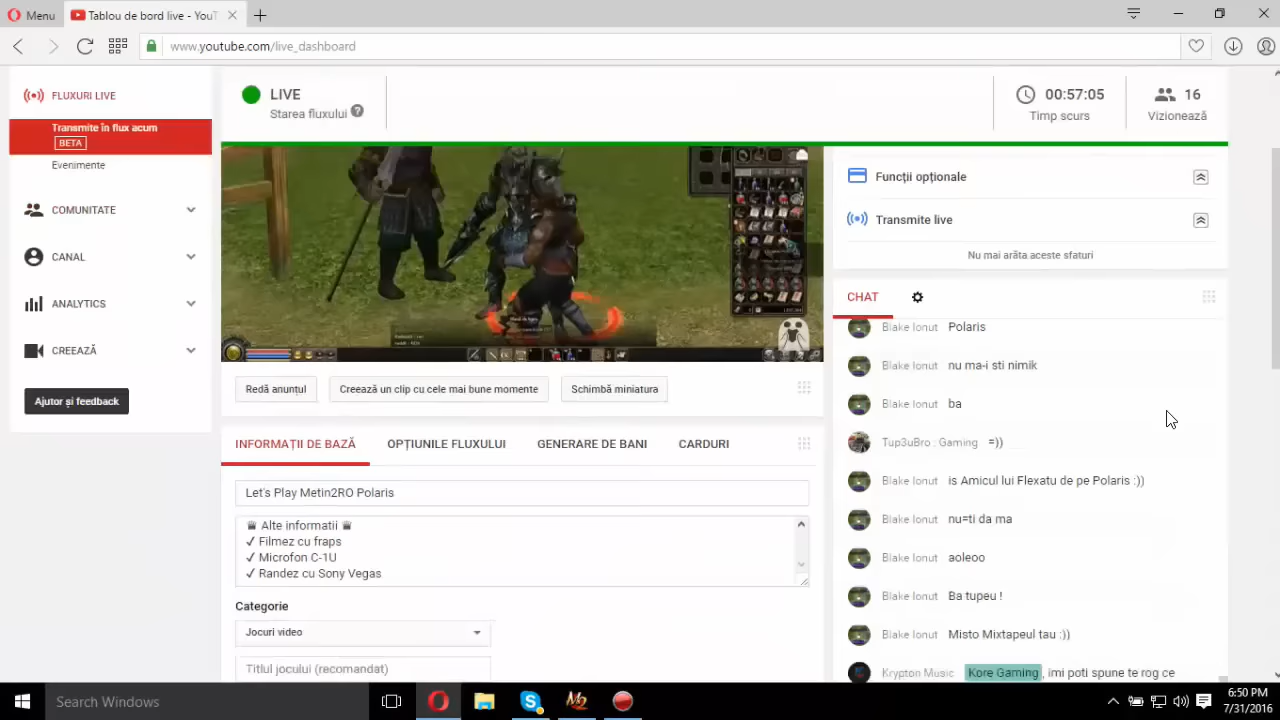 Menu
Tablou de bord live - YouT
www.youtube.com/live_dashboard
FLUXURI LIVE
Transmite în flux acum
BETA
Evenimente
COMUNITATE
CANAL
ANALYTICS
CREEAZĂ
Ajutor și feedback
LIVE
Starea fluxului ?
00:57:05
Timp scurs
16
Vizionează
Redă anunțul
Creează un clip cu cele mai bune momente
Schimbă miniatura
INFORMAȚII DE BAZĂ
OPȚIUNILE FLUXULUI
GENERARE DE BANI
CARDURI
Let's Play Metin2RO Polaris
♛ Alte informatii ♛
✓ Filmez cu fraps
✓ Microfon C-1U
✓ Randez cu Sony Vegas
Categorie
Jocuri video
Titlul jocului (recomandat)
Funcții opționale
Transmite live
Nu mai arăta aceste sfaturi
CHAT
Blake Ionut Polaris
Blake Ionut nu ma-i sti nimik
Blake Ionut ba
Tup3uBro : Gaming =))
Blake Ionut is Amicul lui Flexatu de pe Polaris :))
Blake Ionut nu=ti da ma
Blake Ionut aoleoo
Blake Ionut Ba tupeu !
Blake Ionut Misto Mixtapeul tau :))
Krypton Music Kore Gaming, imi poti spune te rog ce
Search Windows
6:50 PM
7/31/2016